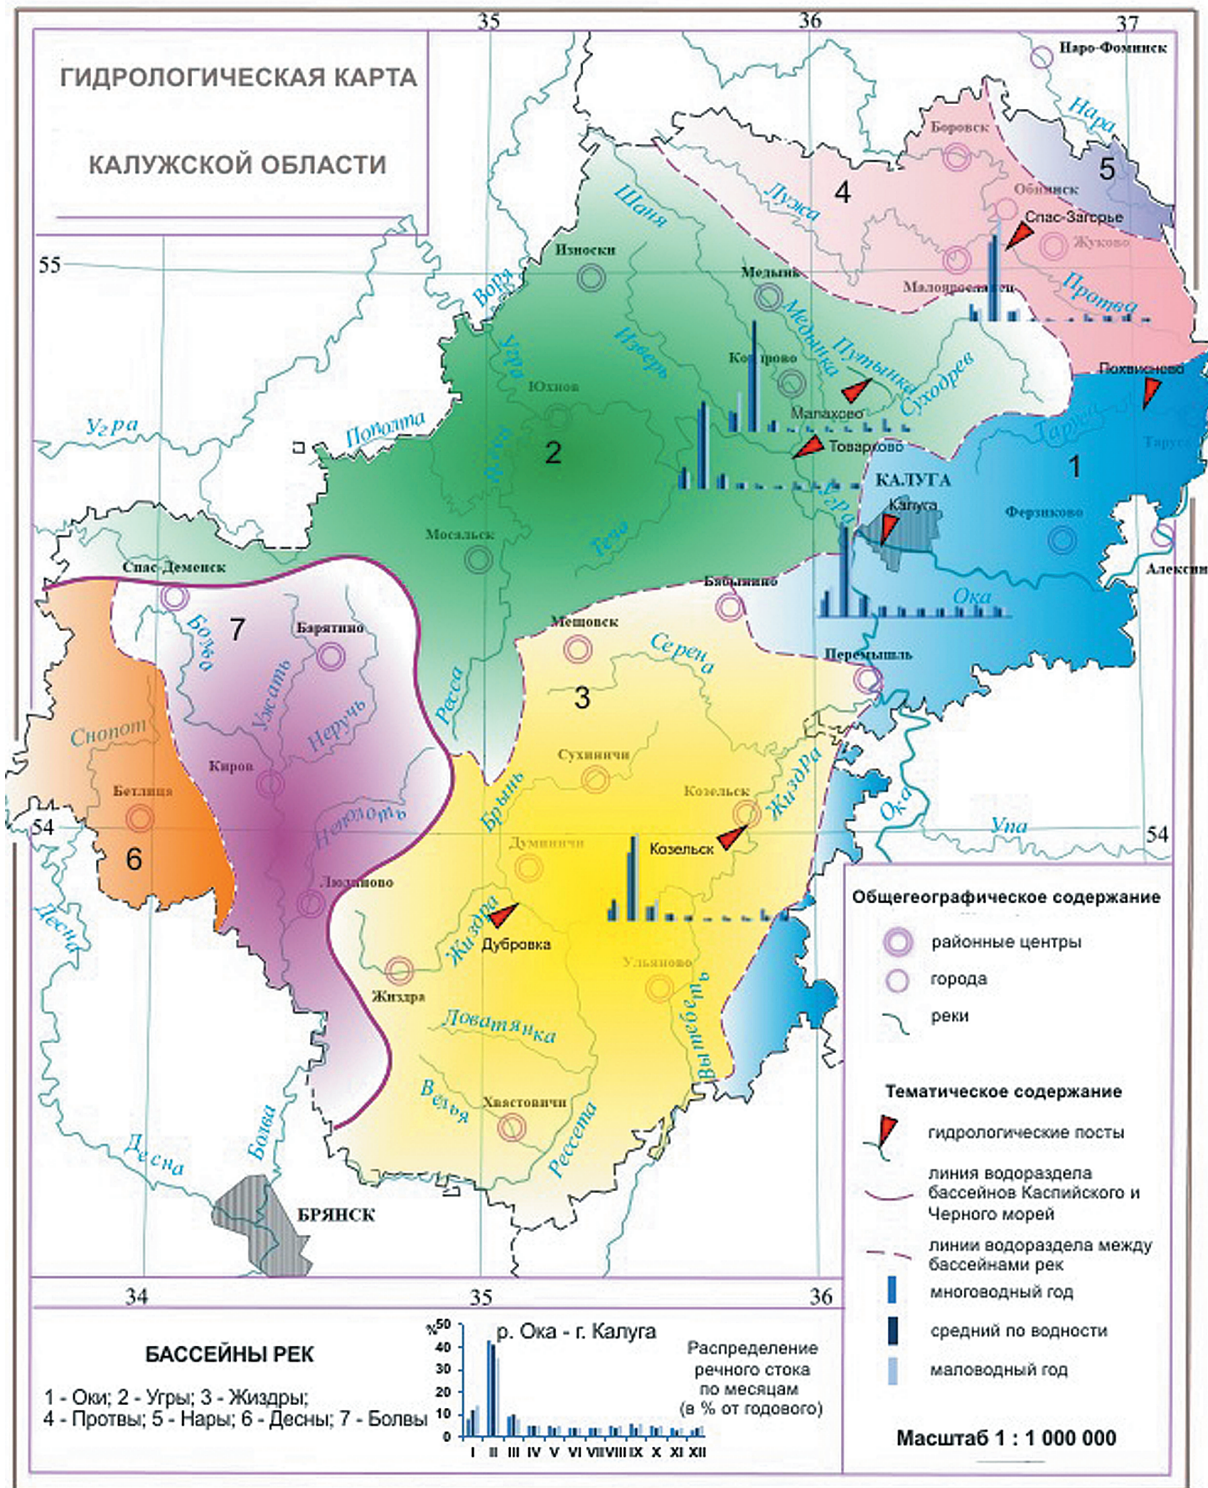 35
36
37
ГИДРОЛОГИЧЕСКАЯ КАРТА
КАЛУЖСКОЙ ОБЛАСТИ
Наро-Фоминск
Нара
Боровск
5
4
Лужа
Обнинск
Спас-Загорье
Жуково
Шаня
Износки
55
Воря
Медынь
Малоярославец
Протва
Медынка
Путынка
Суходрев
Изверь
Угра
Юхнов
Малахово
Товарково
Похвиснево
Таруса
1
Угра
Пополта
2
КАЛУГА
Калуга
Угра
Ферзиково
Алексин
Мосальск
Теча
Спас-Деменск
Бабынино
Ока
7
Барятино
Мещовск
Серена
Перемышль
Ужать
Неручь
Ресса
3
Снопот
Киров
Сухиничи
Бетлица
Брынь
Козельск
Жиздра
Ока
Упа
54
54
6
Неполоть
Думиничи
Козельск
Людиново
Десна
Жиздра
Дубровка
Ульяново
Жиздра
Вытебеть
Ловатянка
Велья
Хвастовичи
Рессета
Болва
Десна
БРЯНСК
Общегеографическое содержание
районные центры
города
реки
Тематическое содержание
гидрологические посты
линия водораздела
бассейнов Каспийского и
Черного морей
линии водораздела между
бассейнами рек
многоводный год
средний по водности
маловодный год
Масштаб 1 : 1 000 000
34
35
36
БАССЕЙНЫ РЕК
1 - Оки; 2 - Угры; 3 - Жиздры;
4 - Протвы; 5 - Нары; 6 - Десны; 7 - Болвы
%
50
40
30
20
10
0
р. Ока - г. Калуга
I II III IV V VI VII VIII IX X XI XII
Распределение
речного стока
по месяцам
(в % от годового)